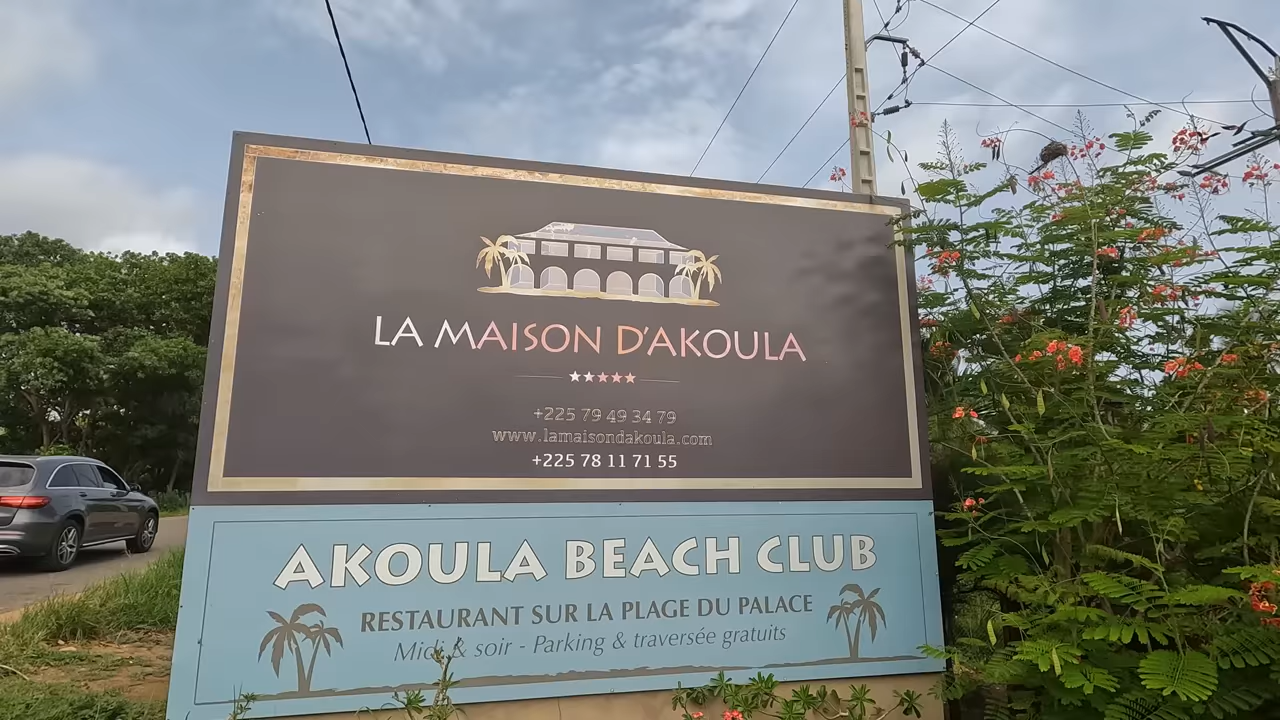 LA MAISON D'AKOULA
★★★★★
+225 79 49 34 79
www.lamaisondakoula.com
+225 78 11 71 55
AKOULA BEACH CLUB
RESTAURANT SUR LA PLAGE DU PALACE
Midi & soir - Parking & traversée gratuits